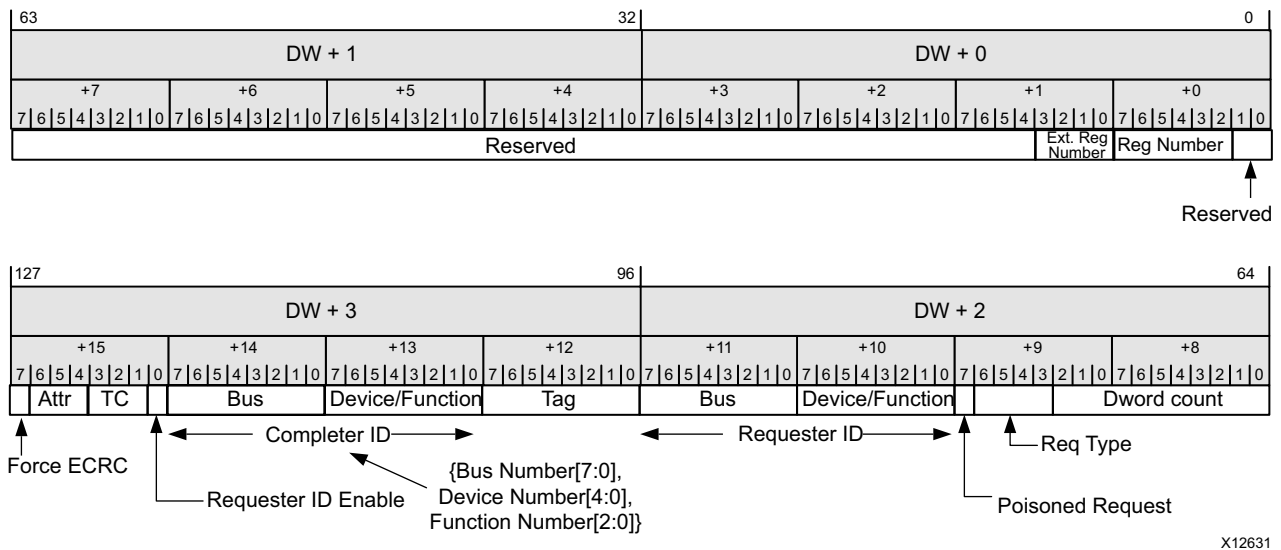 63 32 0
DW + 1 DW + 0
+7 +6 +5 +4 +3 +2 +1 +0
7 6 5 4 3 2 1 0 7 6 5 4 3 2 1 0 7 6 5 4 3 2 1 0 7 6 5 4 3 2 1 0 7 6 5 4 3 2 1 0 7 6 5 4 3 2 1 0 7 6 5 4 3 2 1 0 7 6 5 4 3 2 1 0
Reserved Ext. Reg Reg Number
Number
Reserved
127 96 64
DW + 3 DW + 2
+15 +14 +13 +12 +11 +10 +9 +8
7 6 5 4 3 2 1 0 7 6 5 4 3 2 1 0 7 6 5 4 3 2 1 0 7 6 5 4 3 2 1 0 7 6 5 4 3 2 1 0 7 6 5 4 3 2 1 0 7 6 5 4 3 2 1 0 7 6 5 4 3 2 1 0
Attr TC Bus Device/Function Tag Bus Device/Function Dword count
Completer ID Requester ID Req Type
Force ECRC
{Bus Number[7:0],
Requester ID Enable Device Number[4:0], Poisoned Request
Function Number[2:0]}
X12631